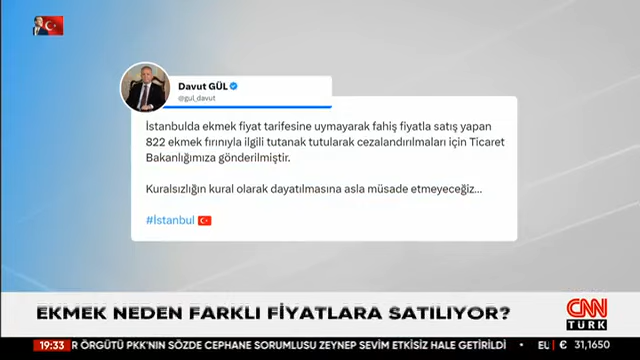 Davut GÜL
@gul_davut
İstanbulda ekmek fiyat tarifesine uymayarak fahiş fiyatla satış yapan
822 ekmek fırınıyla ilgili tutanak tutularak cezalandırılmaları için Ticaret
Bakanlığımıza gönderilmiştir.
Kuralsızlığın kural olarak dayatılmasına asla müsade etmeyeceğiz...
#İstanbul
EKMEK NEDEN FARKLI FİYATLARA SATILIYOR?
CNN
TÜRK
19:33 R ÖRGÜTÜ PKK'NIN SÖZDE CEPHANE SORUMLUSU ZEYNEP SEVİM ETKİSİZ HALE GETİRİLDİ • EU € 31,1650